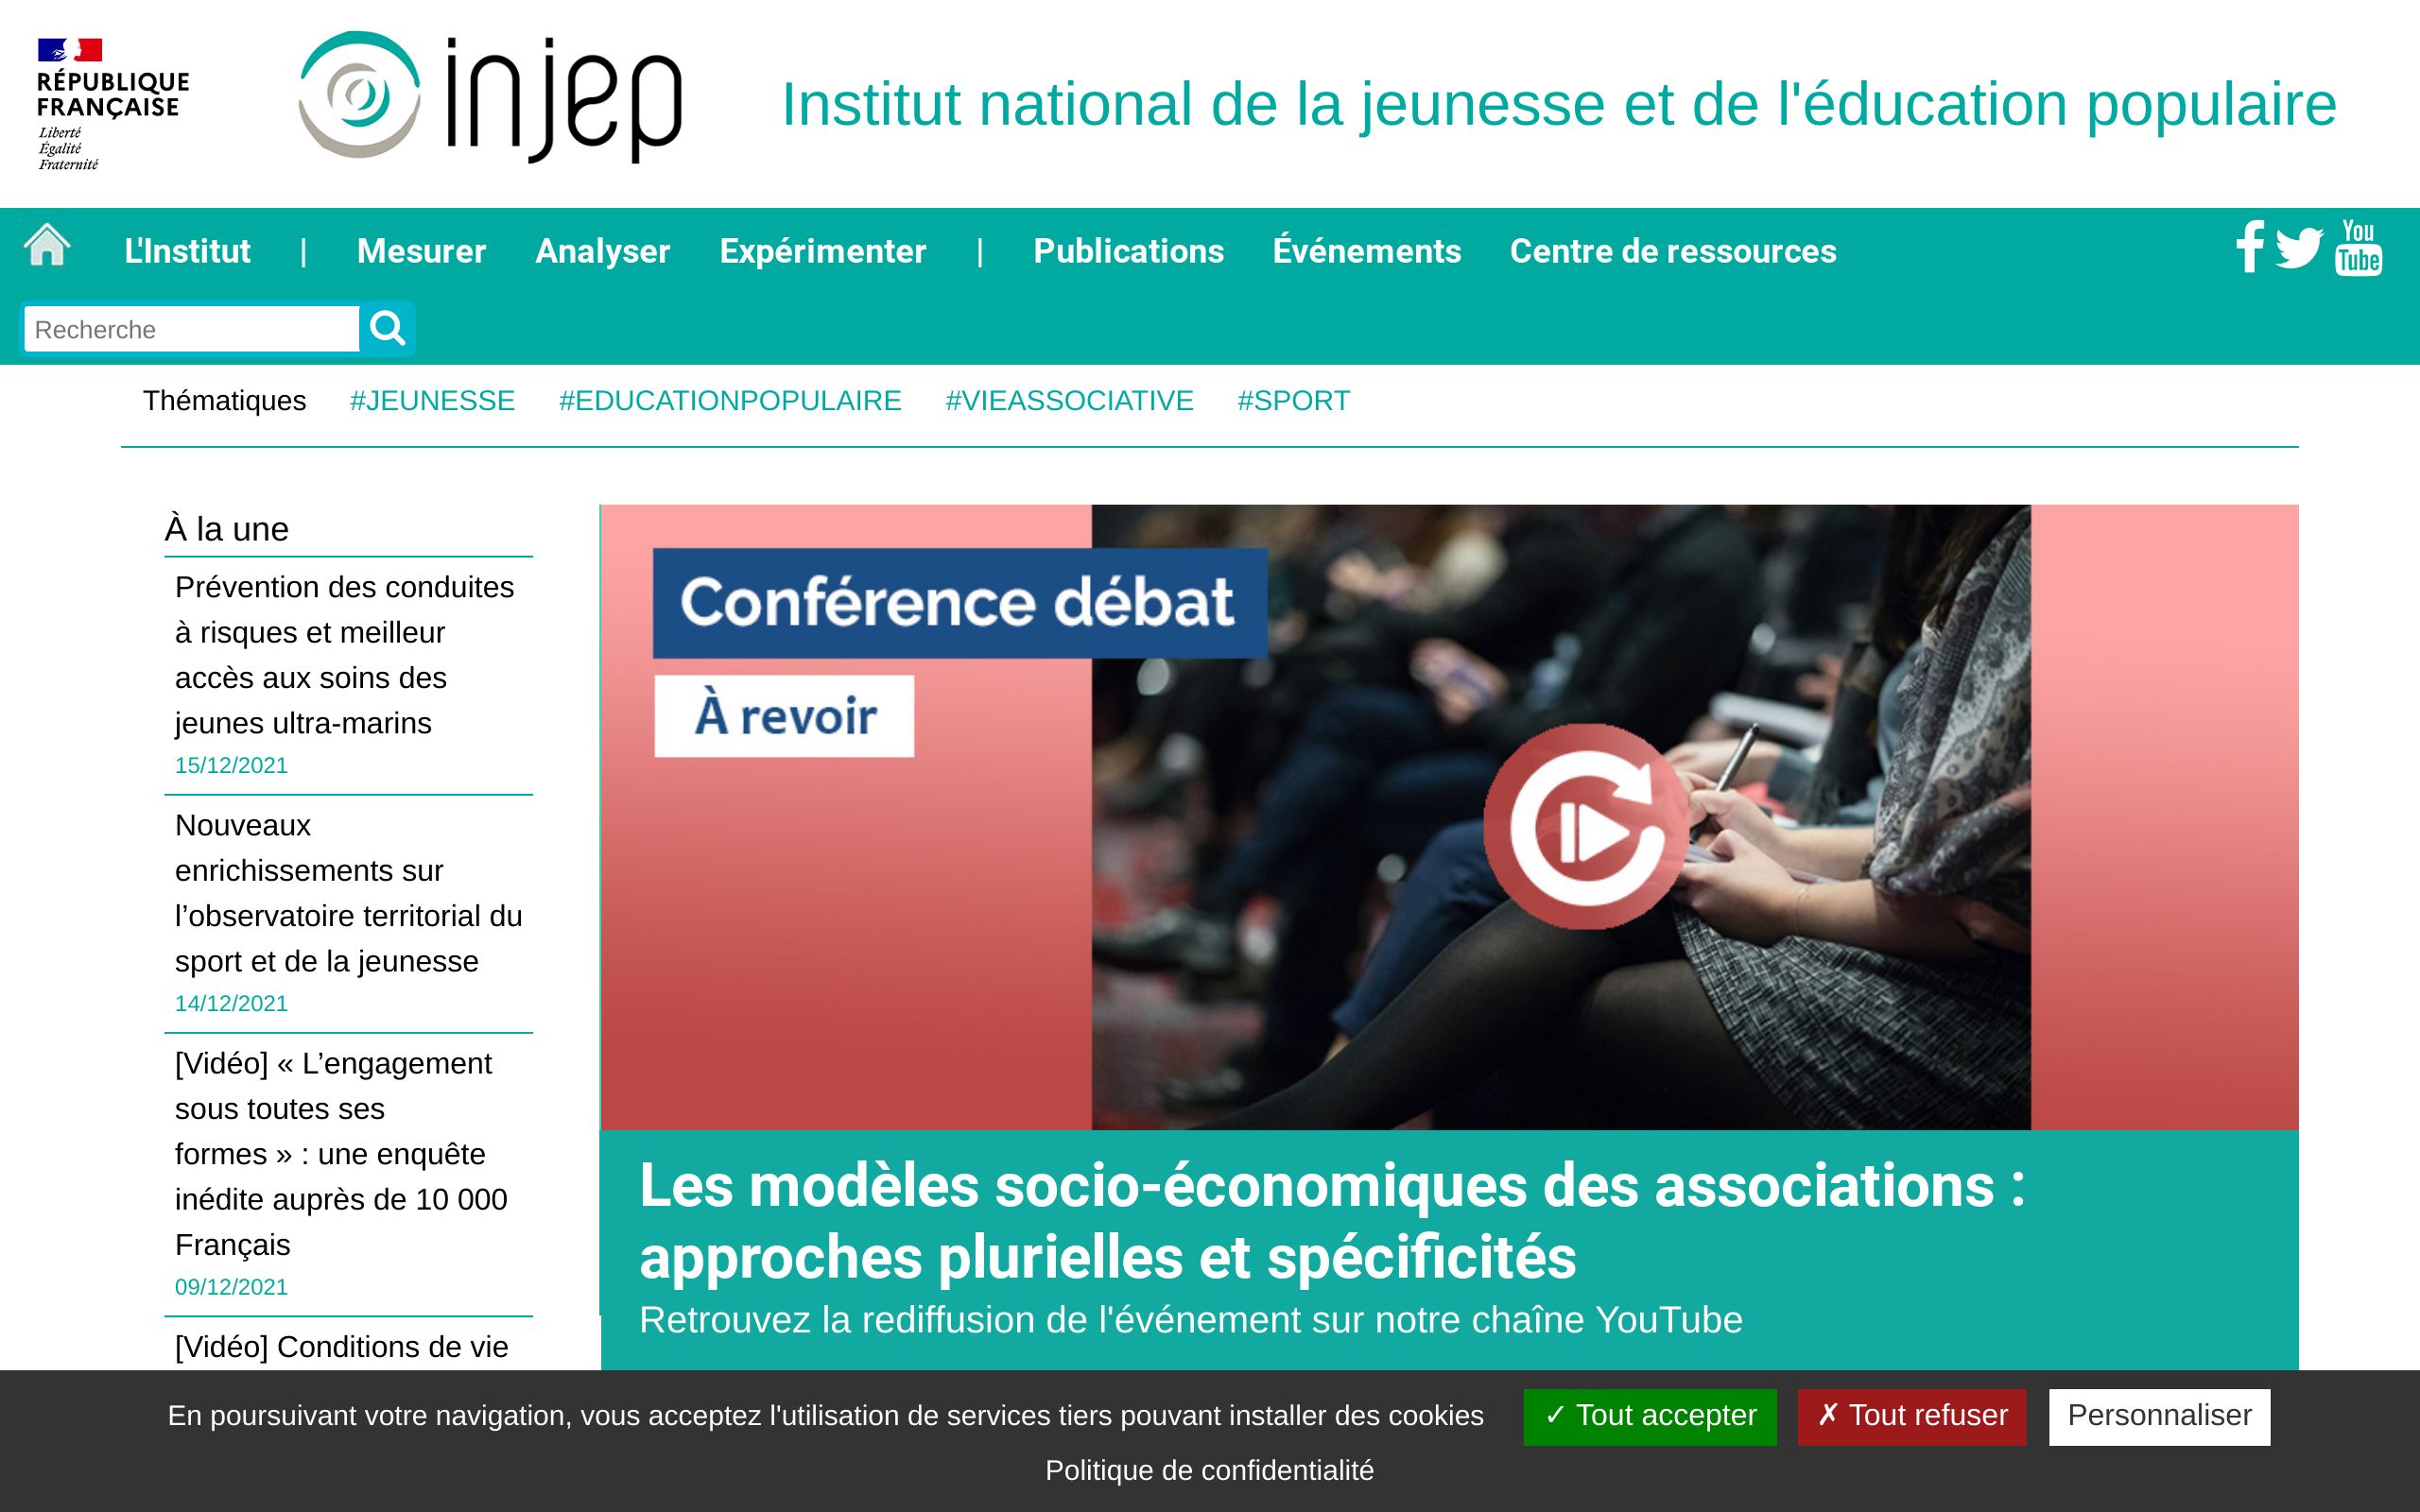 RÉPUBLIQUE
FRANÇAISE
Liberté
Égalité
Fraternité
injep
Institut national de la jeunesse et de l'éducation populaire
L'Institut | Mesurer Analyser Expérimenter | Publications Événements Centre de ressources
You
Tube
Recherche
Thématiques #JEUNESSE #EDUCATIONPOPULAIRE #VIEASSOCIATIVE #SPORT
À la une
Prévention des conduites
à risques et meilleur
accès aux soins des
jeunes ultra-marins
15/12/2021
Nouveaux
enrichissements sur
l’observatoire territorial du
sport et de la jeunesse
14/12/2021
[Vidéo] « L’engagement
sous toutes ses
formes » : une enquête
inédite auprès de 10 000
Français
09/12/2021
[Vidéo] Conditions de vie
Conférence débat
À revoir
Les modèles socio-économiques des associations :
approches plurielles et spécificités
Retrouvez la rediffusion de l'événement sur notre chaîne YouTube
En poursuivant votre navigation, vous acceptez l'utilisation de services tiers pouvant installer des cookies
✓ Tout accepter ✗ Tout refuser Personnaliser
Politique de confidentialité